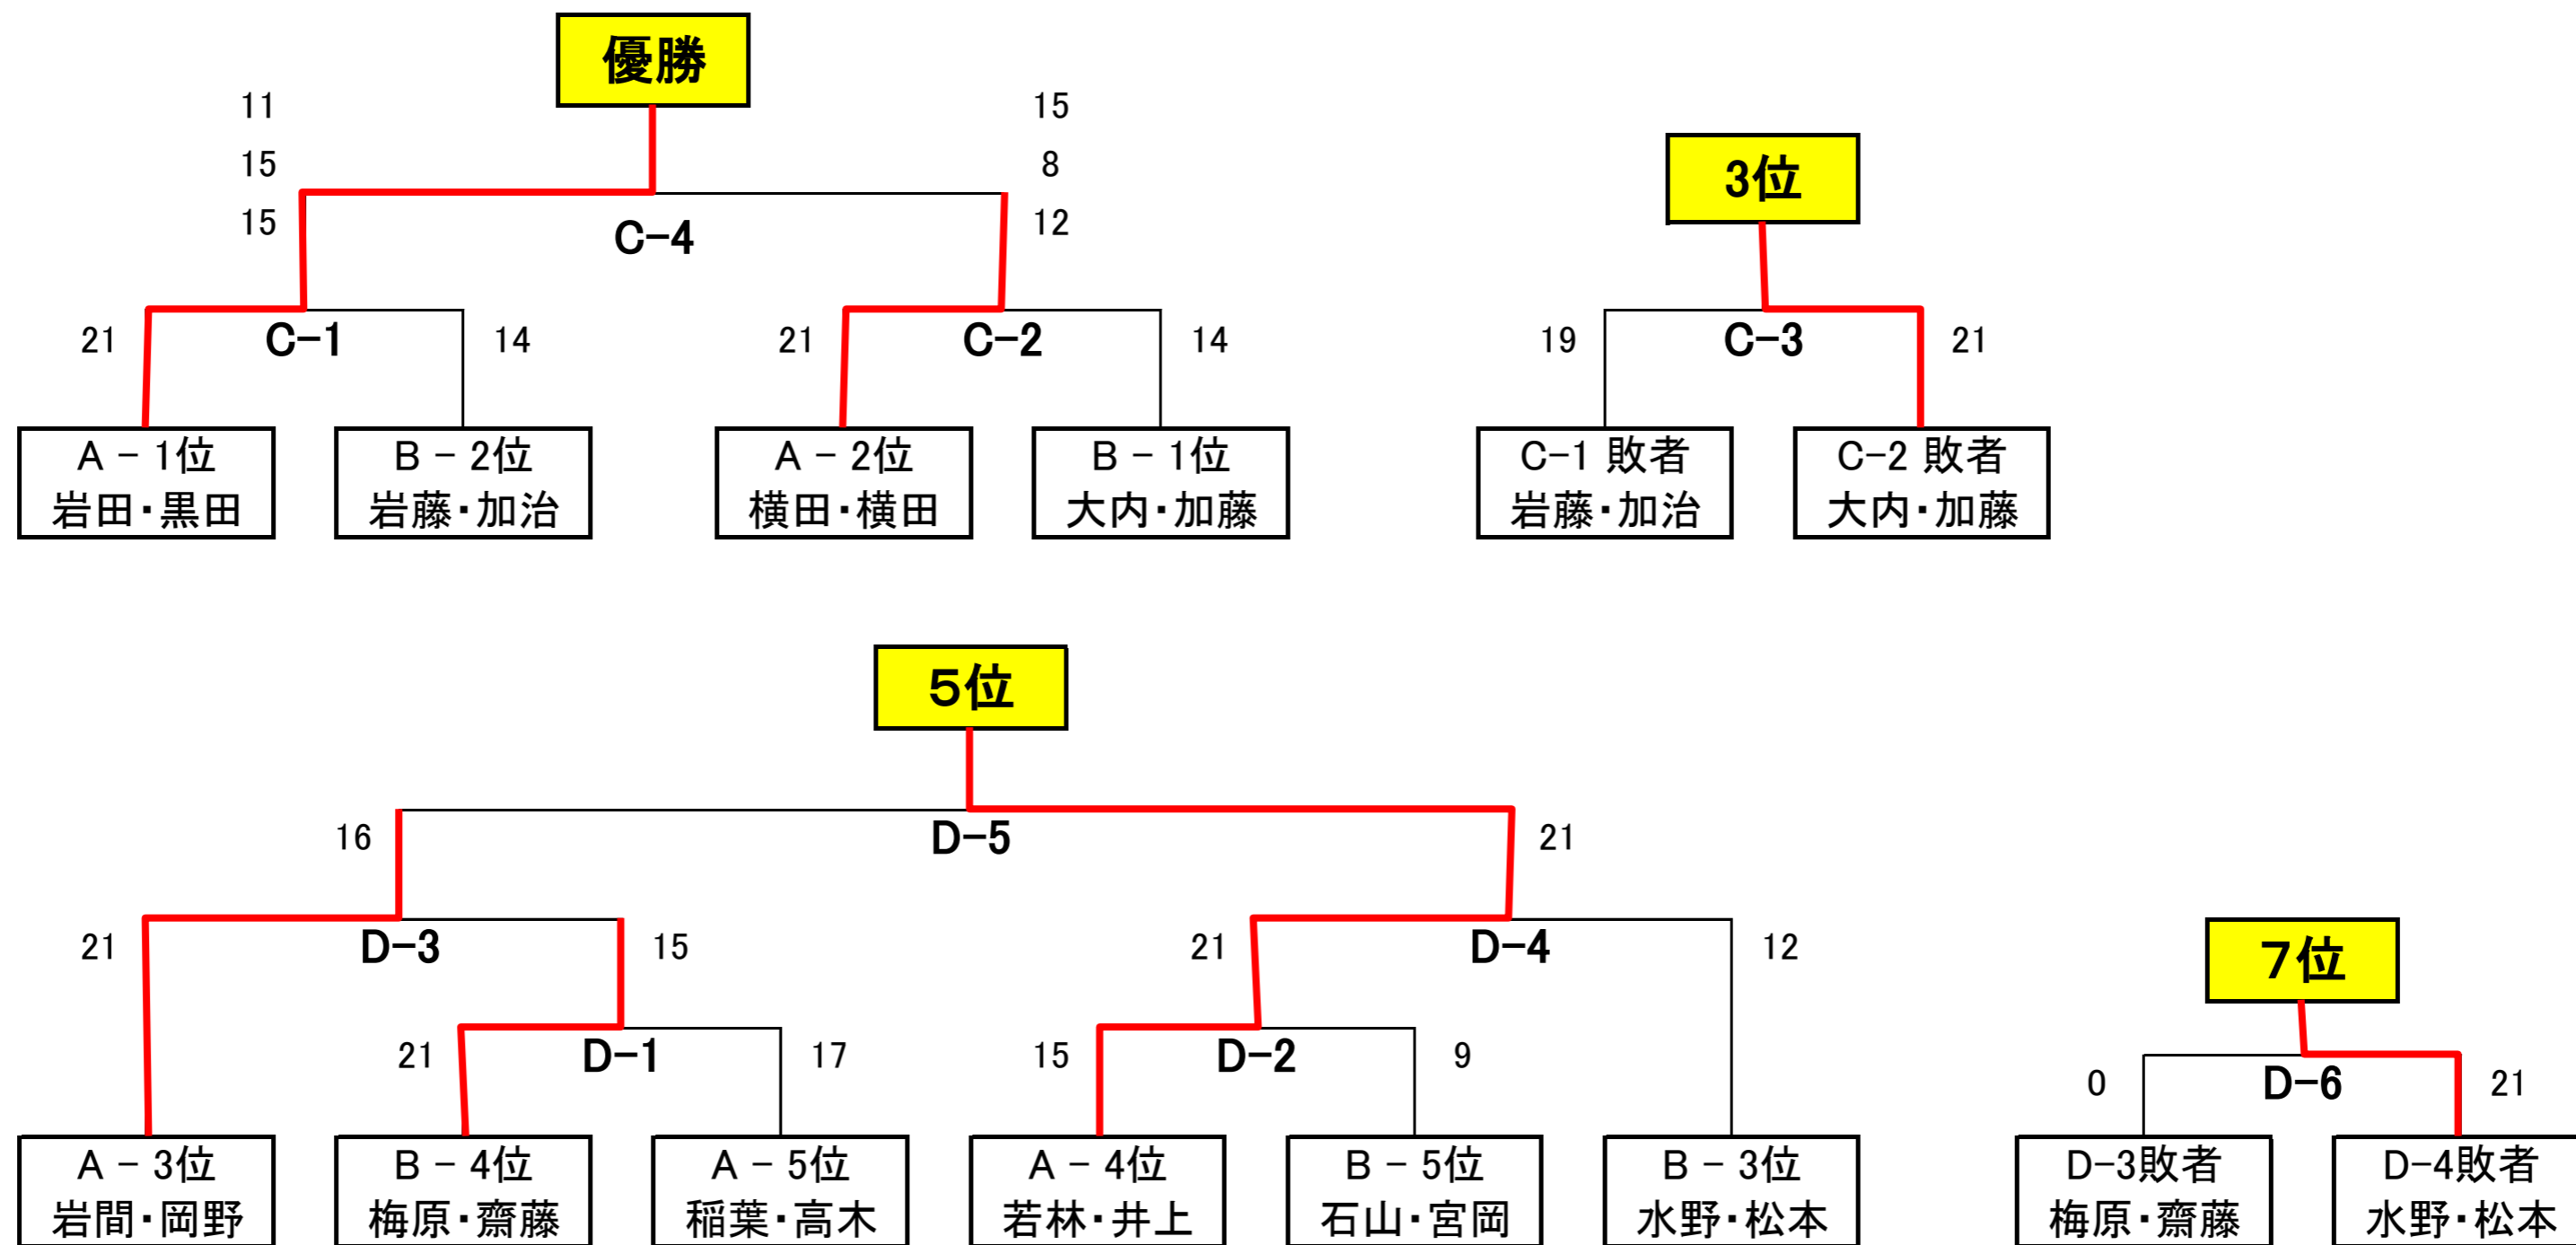 優勝
11 15
15 8
3位
15 12
C-4
21 C-1 14 21 C-2 14 19 C-3 21
A - 1位 B - 2位 A - 2位 B - 1位 C-1 敗者 C-2 敗者
岩田・黒田 岩藤・加治 横田・横田 大内・加藤 岩藤・加治 大内・加藤
5位
16 D-5 21
21 D-3 15 21 D-4 12
7位
21 D-1 17 15 D-2 9
0 D-6 21
A - 3位 B - 4位 A - 5位 A - 4位 B - 5位 B - 3位 D-3敗者 D-4敗者
岩間・岡野 梅原・齋藤 稲葉・高木 若林・井上 石山・宮岡 水野・松本 梅原・齋藤 水野・松本